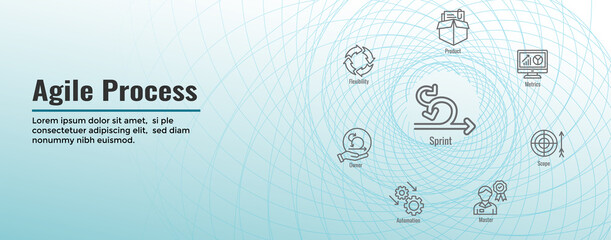 Agile Process
Lorem ipsum dolor sit amet, si ple
consectetuer adipiscing elit, sed diam
nonummy nibh euismod.
Product
Flexibility
Metrics
Sprint
Owner
Scope
Automation
Master